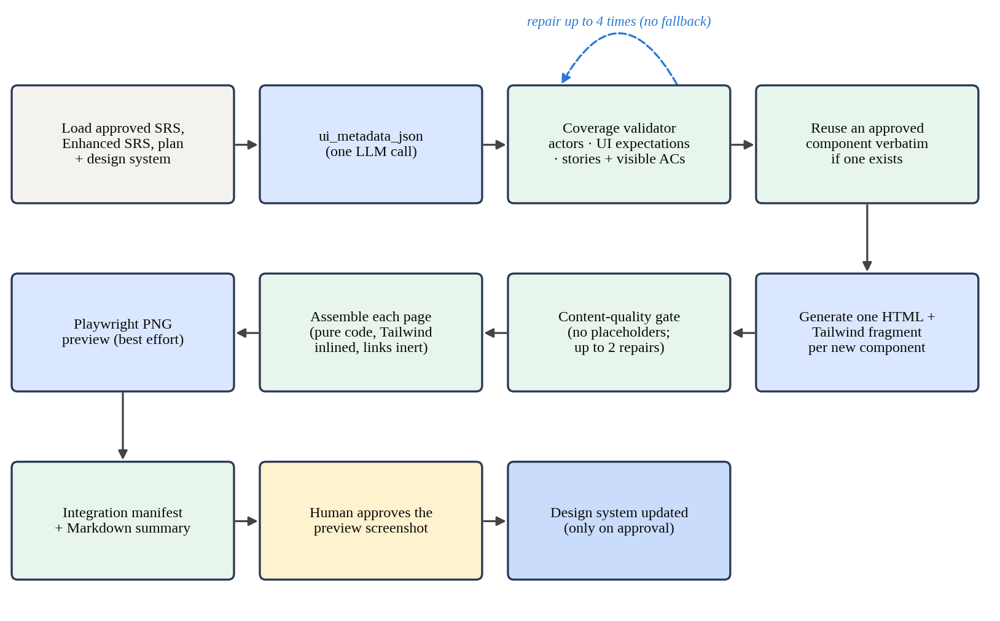 repair up to 4 times (no fallback)
Load approved SRS,
Enhanced SRS, plan
+ design system
ui_metadata_json
(one LLM call)
Coverage validator
actors · UI expectations
· stories + visible ACs
Reuse an approved
component verbatim
if one exists
Generate one HTML +
Tailwind fragment
per new component
Content-quality gate
(no placeholders;
up to 2 repairs)
Assemble each page
(pure code, Tailwind
inlined, links inert)
Playwright PNG
preview (best effort)
Integration manifest
+ Markdown summary
Human approves the
preview screenshot
Design system updated
(only on approval)